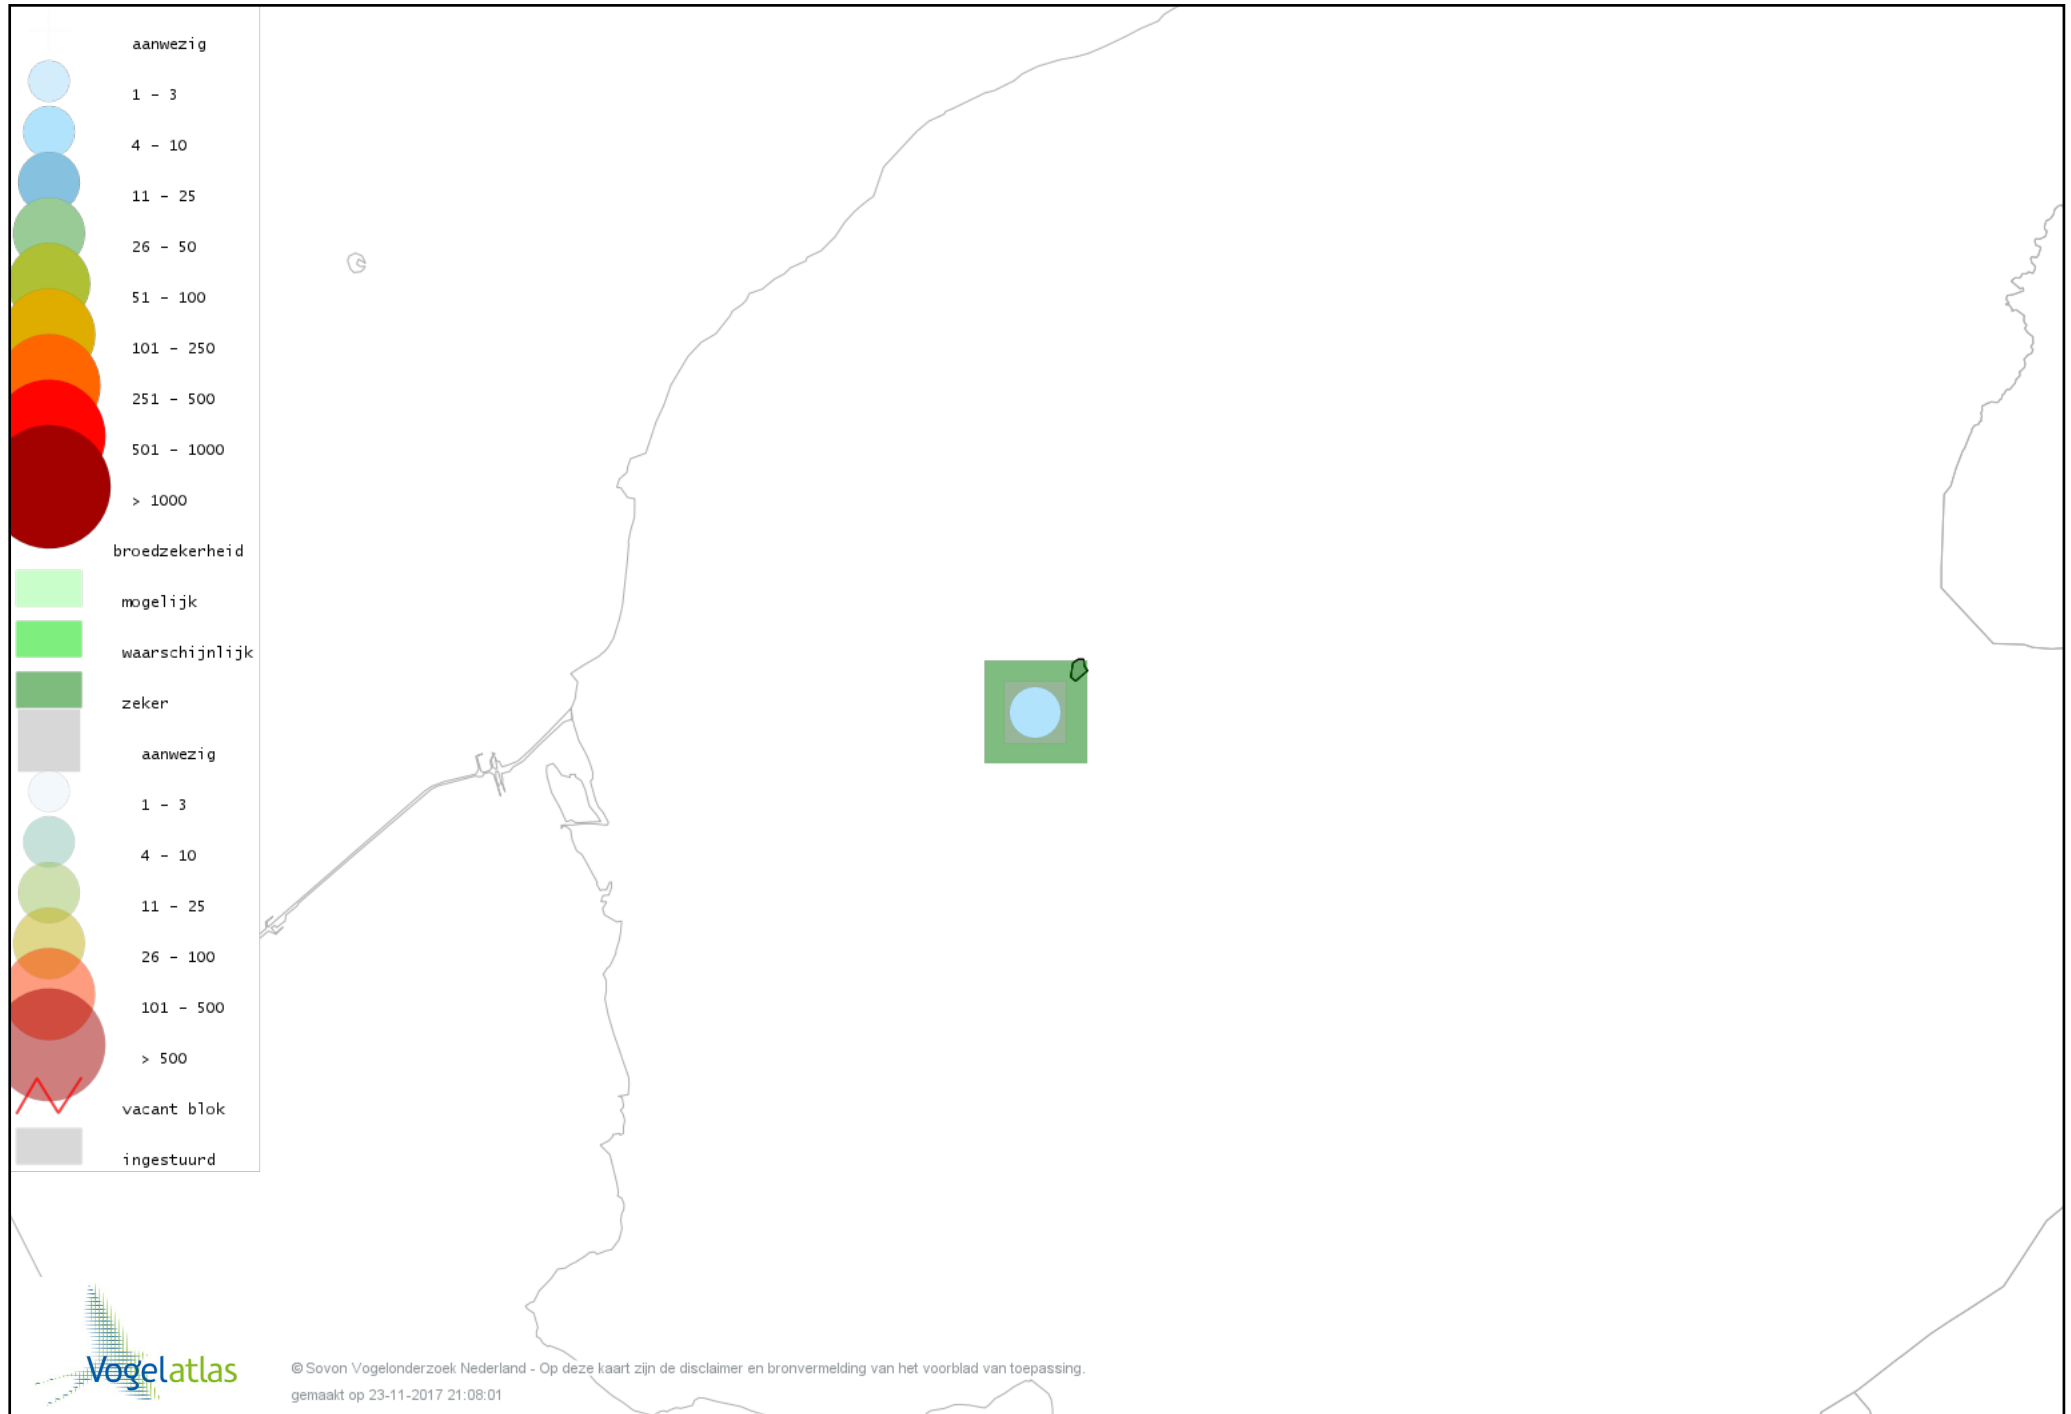 aanwezig
1 - 3
4 - 10
11 - 25
26 - 50
51 - 100
101 - 250
251 - 500
501 - 1000
> 1000
broedzekerheid
mogelijk
waarschijnlijk
zeker
aanwezig
1 - 3
4 - 10
11 - 25
26 - 100
101 - 500
> 500
vacant blok
ingestuurd
Vogelatlas
© Sovon Vogelonderzoek Nederland - Op deze kaart zijn de disclaimer en bronvermelding van het voorblad van toepassing.
gemaakt op 23-11-2017 21:08:01